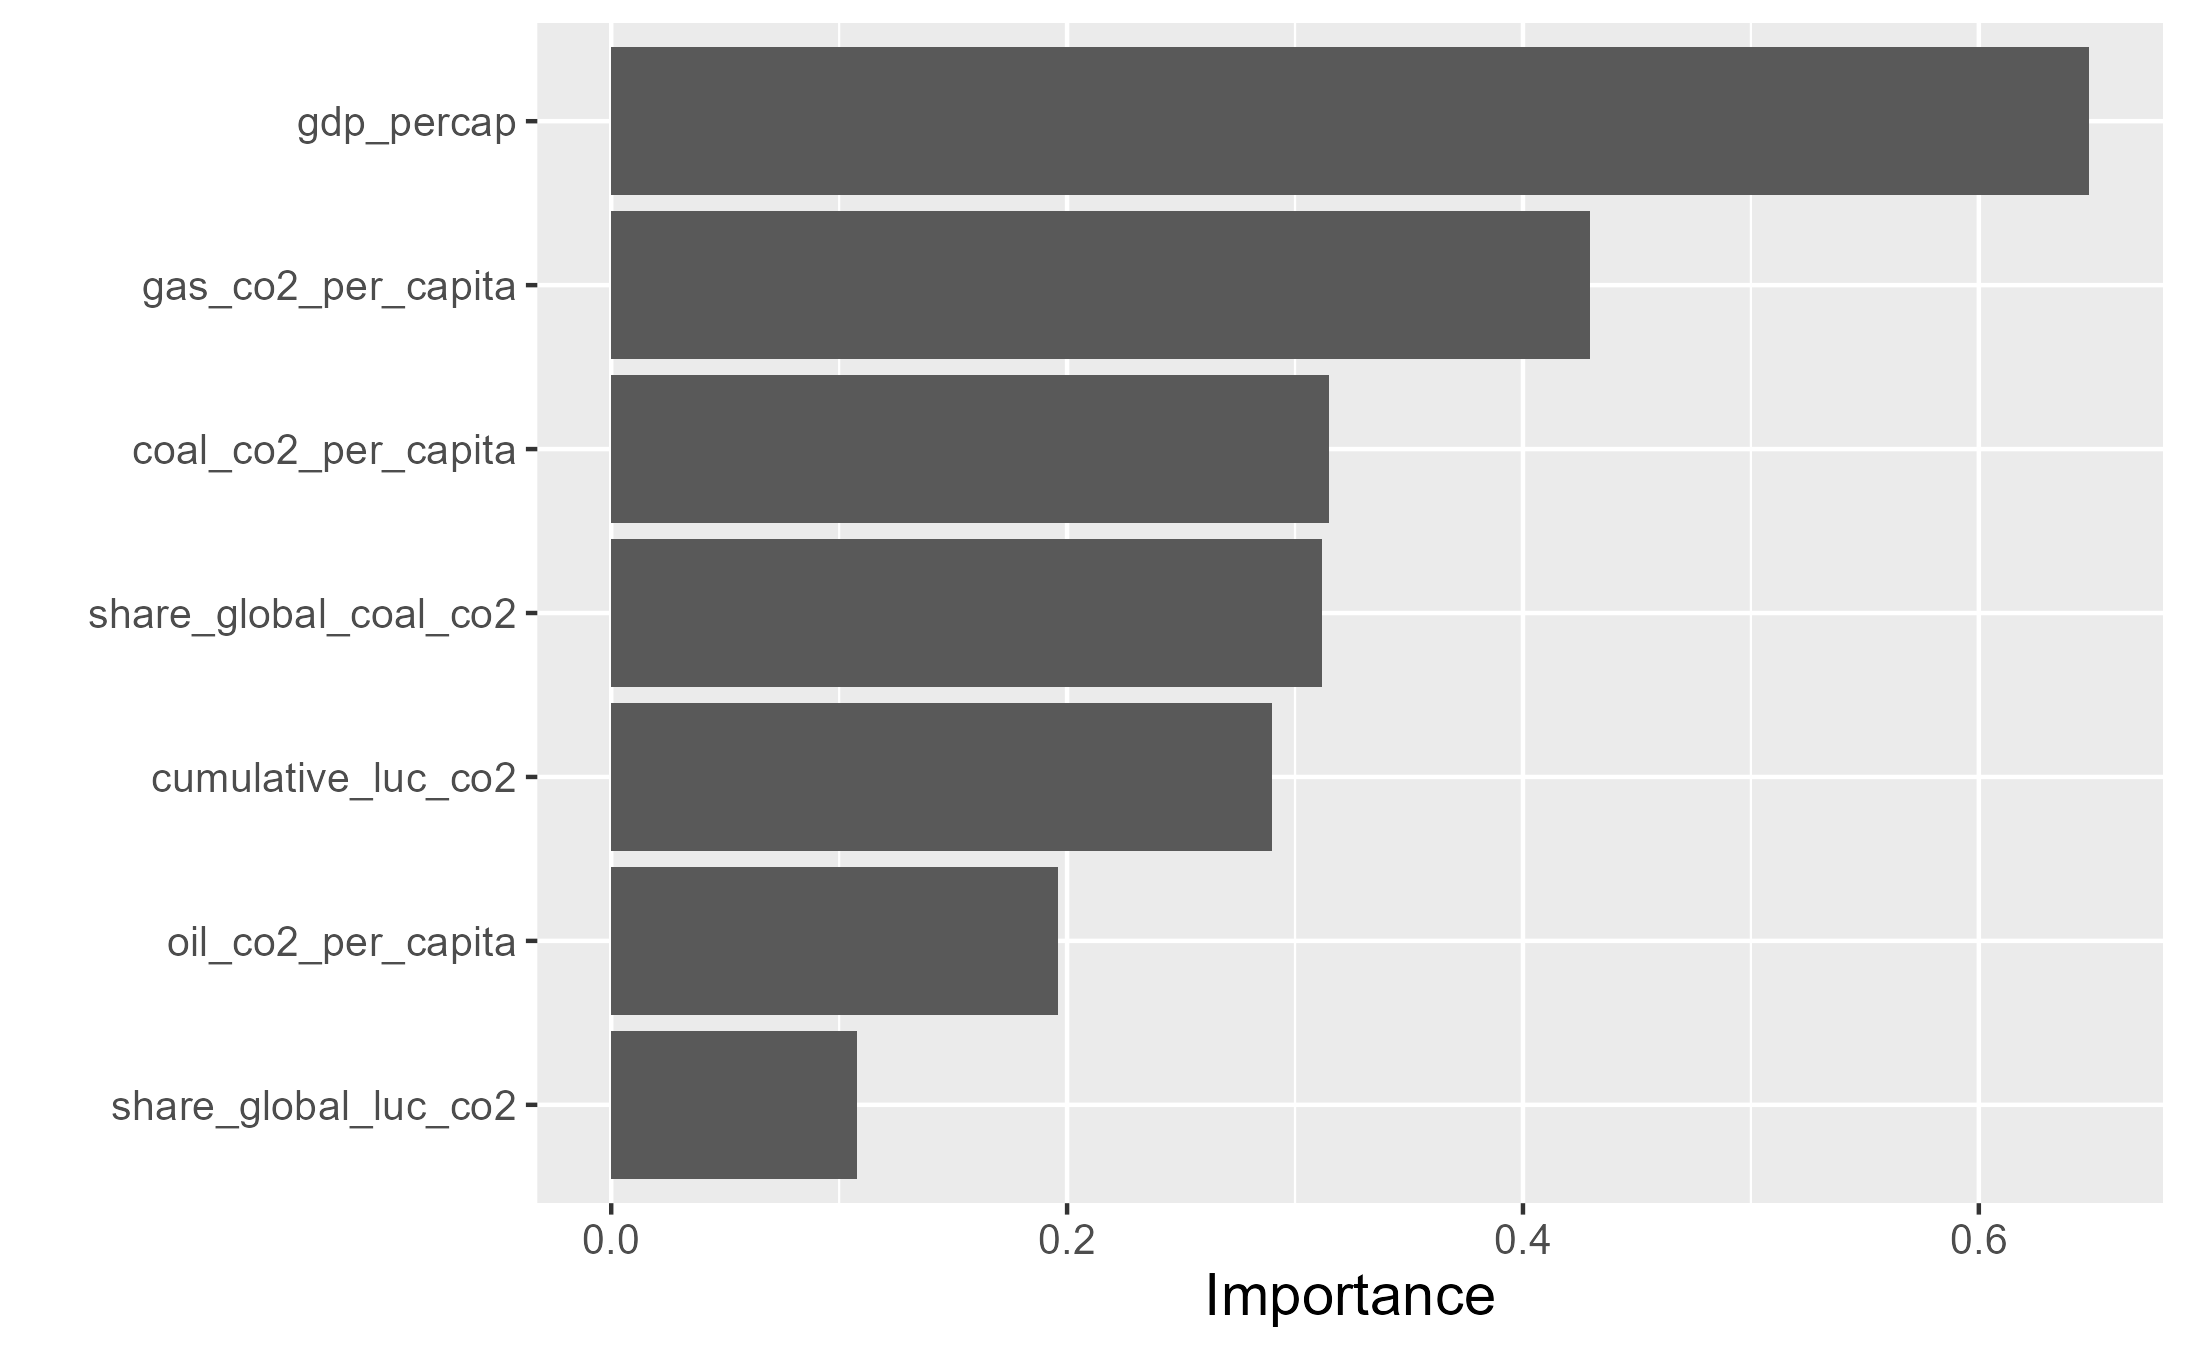 gdp_percap
gas_co2_per_capita
coal_co2_per_capita
share_global_coal_co2
cumulative_luc_co2
oil_co2_per_capita
share_global_luc_co2
0.0 0.2 0.4 0.6
Importance